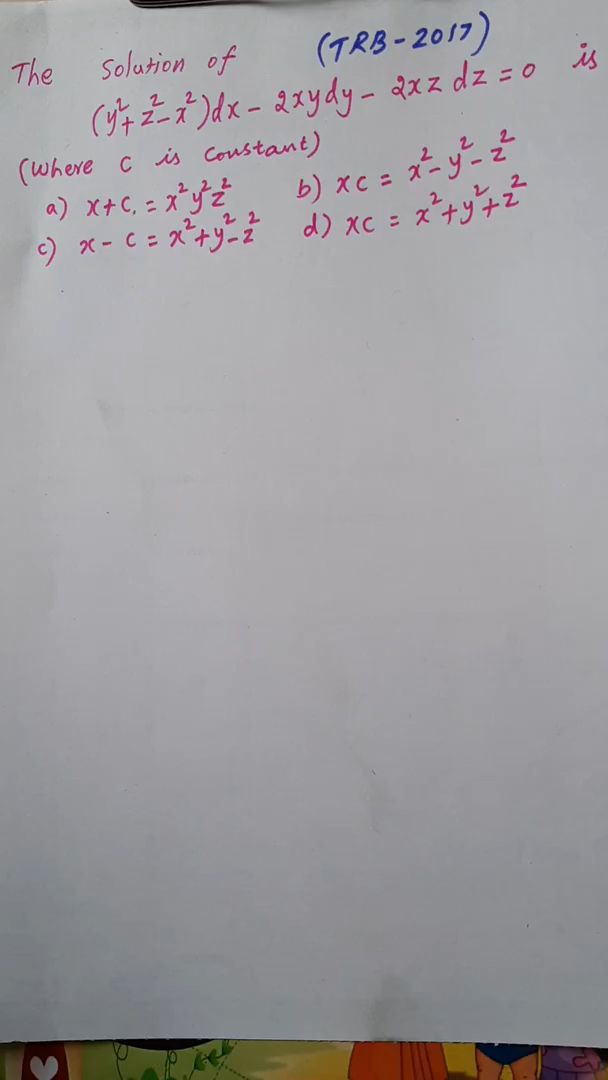 (TRB-2017)
The Solution of
(y²+z²-x²)dx - 2xydy - 2xz dz = 0 is
(Where c is constant)
a) x+c. = x²y²z² b) xc = x²-y²-z²
c) x-c = x²+y²-z² d) xc = x²+y²+z²